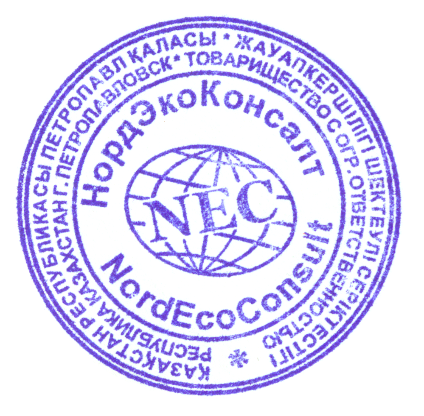 ҚАЗАҚСТАН РЕСПУБЛИКАСЫ ПЕТРОПАВЛ ҚАЛАСЫ * ЖАУАПКЕРШІЛІГІ ШЕКТЕУЛІ СЕРІКТЕСТІГІ
РЕСПУБЛИКА КАЗАХСТАН Г. ПЕТРОПАВЛОВСК * ТОВАРИЩЕСТВО С ОГР. ОТВЕТСТВЕННОСТЬЮ
НордЭкоКонсалт
NEC
NordEcoConsult